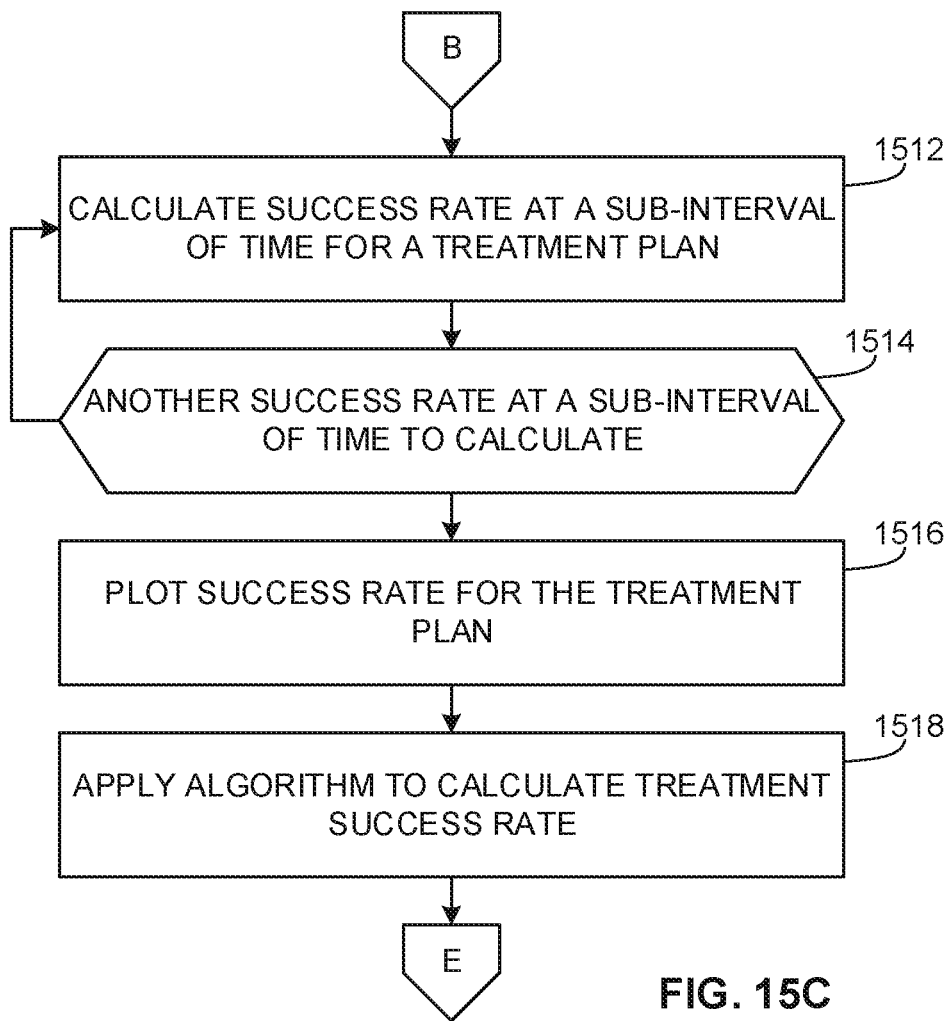 B
1512
CALCULATE SUCCESS RATE AT A SUB-INTERVAL
OF TIME FOR A TREATMENT PLAN
1514
ANOTHER SUCCESS RATE AT A SUB-INTERVAL
OF TIME TO CALCULATE
1516
PLOT SUCCESS RATE FOR THE TREATMENT
PLAN
1518
APPLY ALGORITHM TO CALCULATE TREATMENT
SUCCESS RATE
E
FIG. 15C